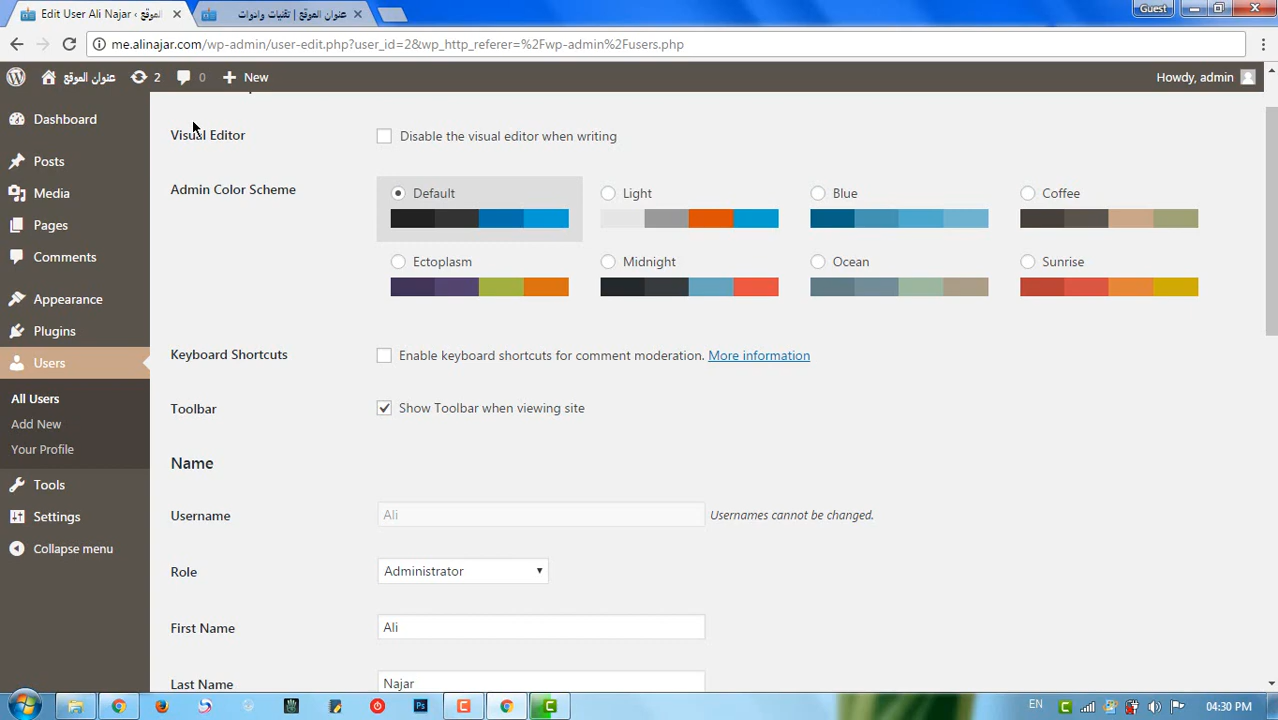 Edit User Ali Najar ‹ عنوان الموقع
عنوان الموقع | تقنيات وادوات
Guest
me.alinajar.com/wp-admin/user-edit.php?user_id=2&wp_http_referer=%2Fwp-admin%2Fusers.php
عنوان الموقع
2
0
New
Howdy, admin
Dashboard
Posts
Media
Pages
Comments
Appearance
Plugins
Users
All Users
Add New
Your Profile
Tools
Settings
Collapse menu
Visual Editor
Disable the visual editor when writing
Admin Color Scheme
Default
Light
Blue
Coffee
Ectoplasm
Midnight
Ocean
Sunrise
Keyboard Shortcuts
Enable keyboard shortcuts for comment moderation. More information
Toolbar
Show Toolbar when viewing site
Name
Username
Ali
Usernames cannot be changed.
Role
Administrator
First Name
Ali
Last Name
Najar
Ps
EN
04:30 PM